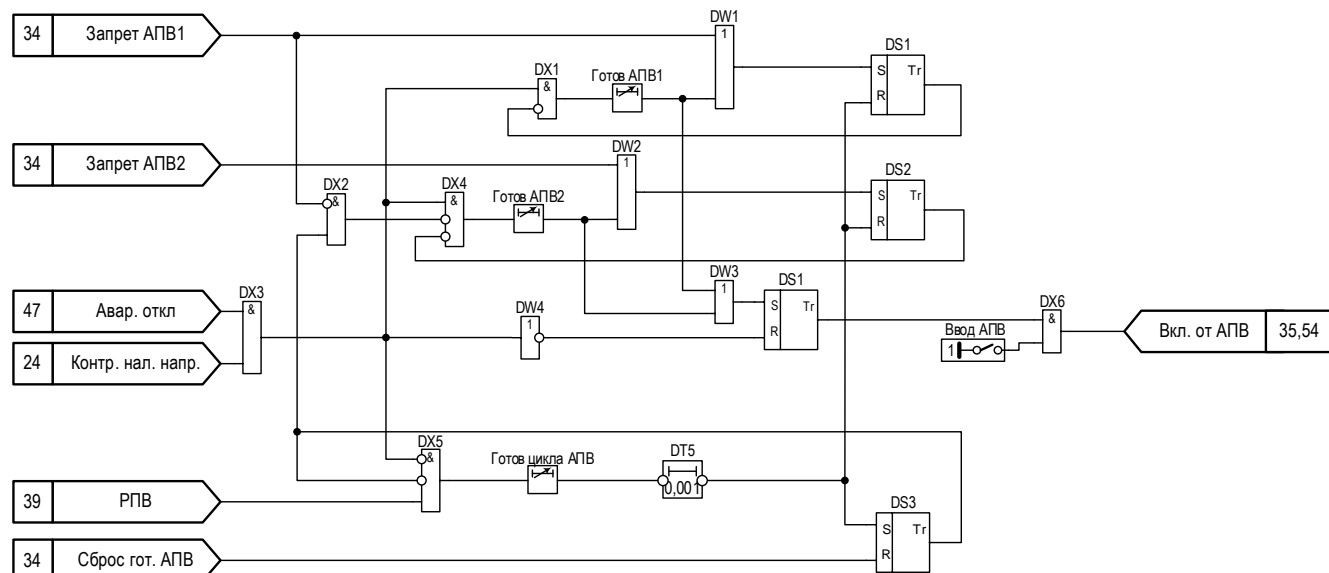 34 Запрет АПВ1
DW1
1
DS1
S Tr
R
DX1
&
Готов АПВ1
34 Запрет АПВ2
DW2
1
DS2
S Tr
R
DX2
&
DX4
&
Готов АПВ2
47 Авар. откл
DX3
&
24 Контр. нал. напр.
DW4
1
DW3
1
DS1
S Tr
R
Ввод АПВ
1
DX6
&
Вкл. от АПВ 35,54
DX5
&
Готов цикла АПВ
DT5
0,001
39 РПВ
DS3
S Tr
R
34 Сброс гот. АПВ